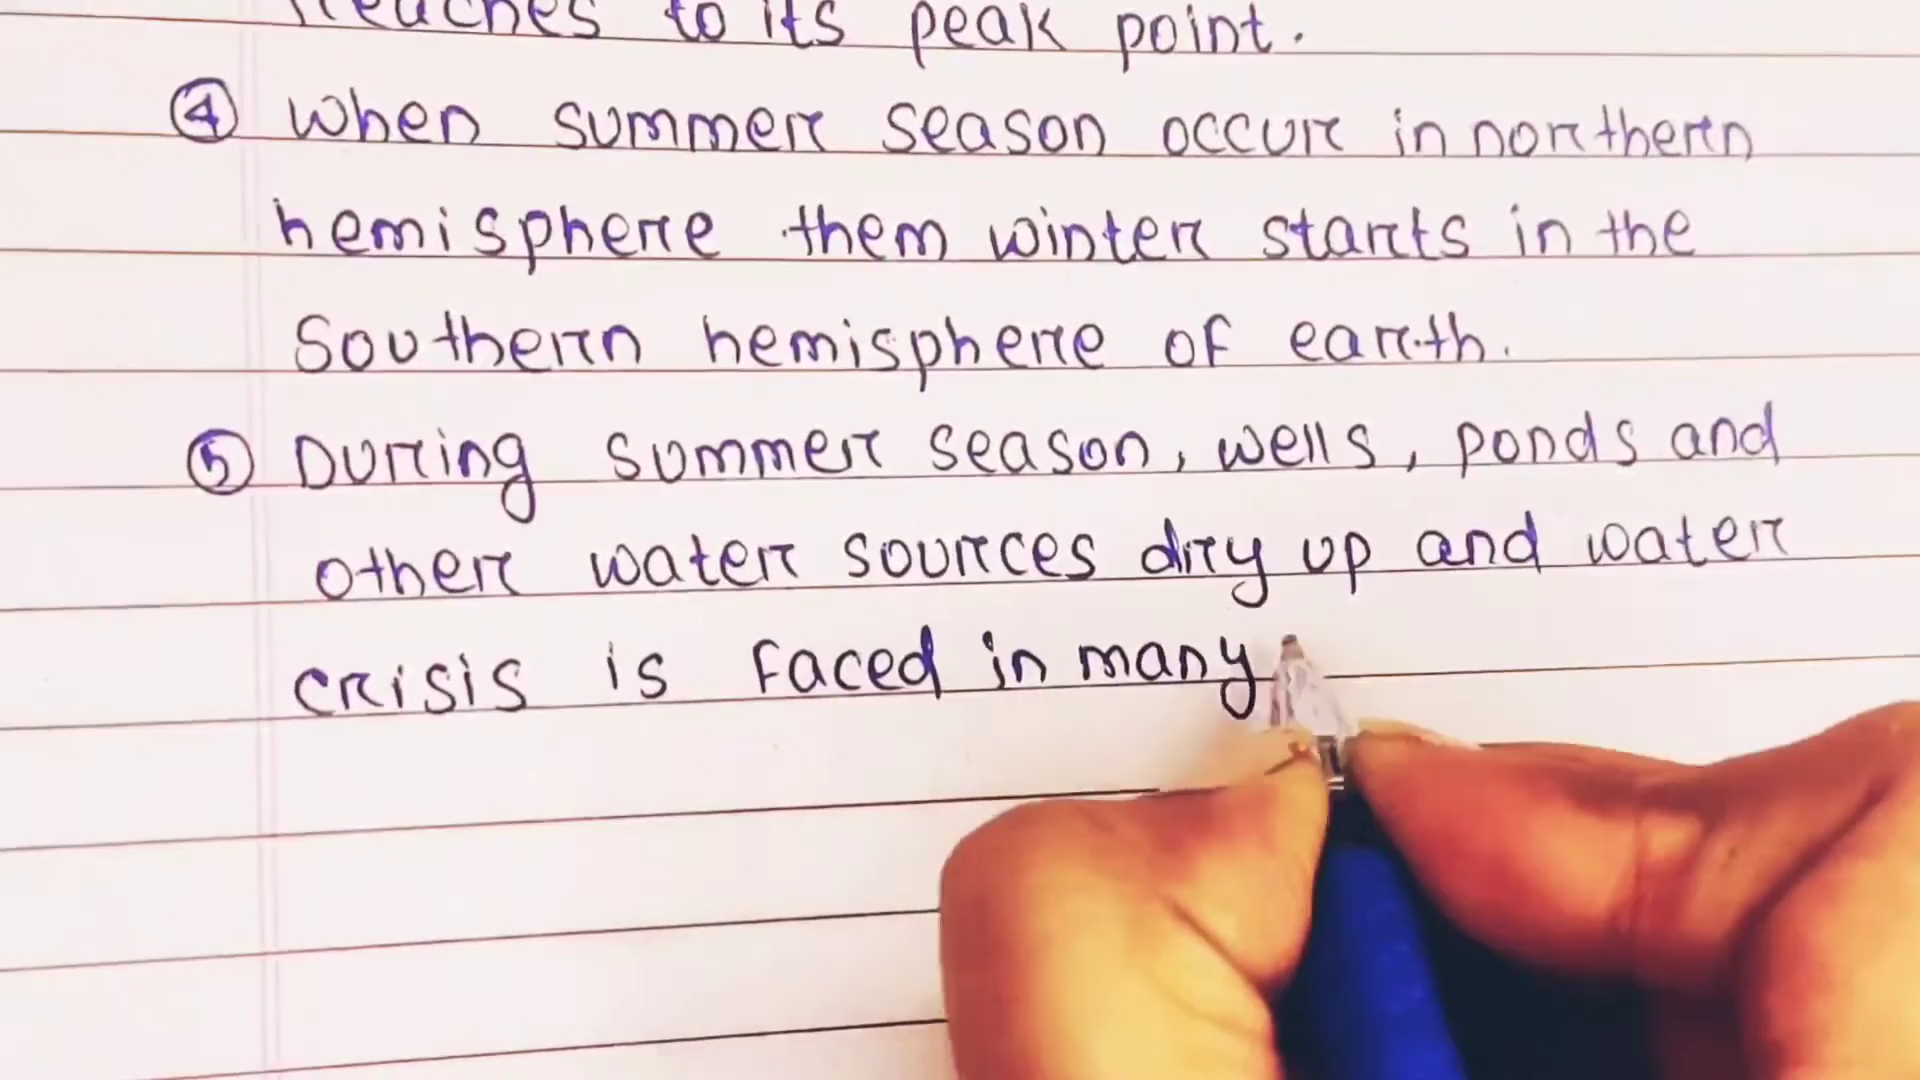 reaches to its peak point.
④ When summer season occur in northern
hemisphere them winter starts in the
Southern hemisphere of earth.
⑤ During summer season, wells, ponds and
other water sources dry up and water
crisis is faced in many